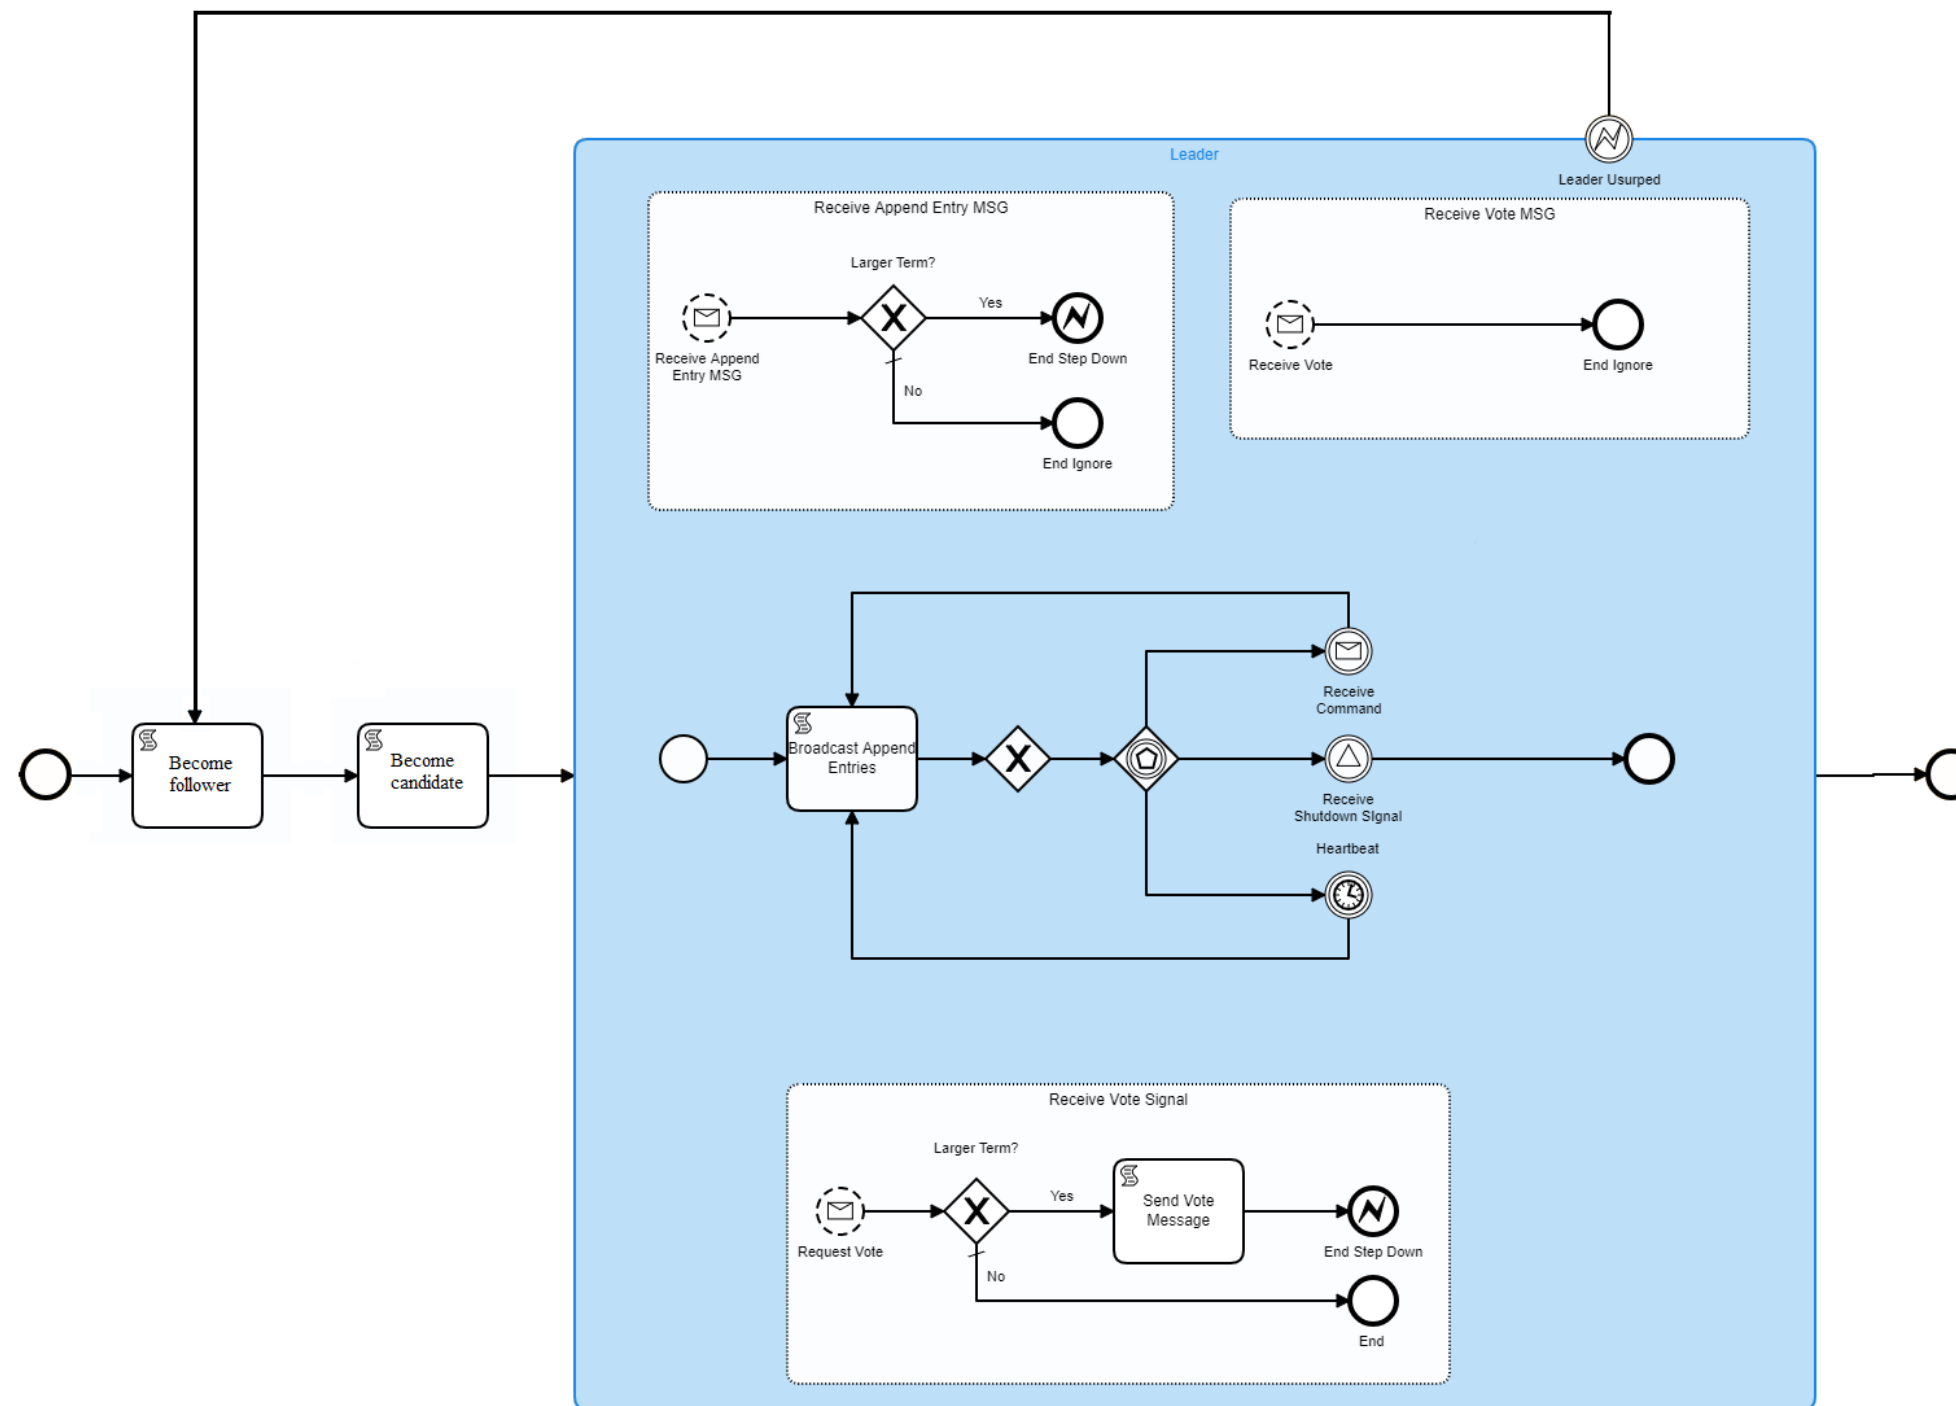 Leader
Leader Usurped
Receive Append Entry MSG
Larger Term?
Yes
Receive Append
Entry MSG
End Step Down
No
End Ignore
Receive Vote MSG
Receive Vote
End Ignore
Become
follower
Become
candidate
Broadcast Append
Entries
Receive
Command
Receive
Shutdown SIgnal
Heartbeat
Receive Vote Signal
Larger Term?
Yes
Send Vote
Message
Request Vote
End Step Down
No
End